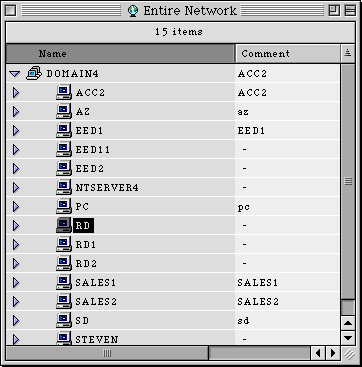 Entire Network
15 items
Name Comment
DOMAIN4 ACC2
ACC2 ACC2
AZ az
EED1 EED1
EED11 -
EED2 -
NTSERVER4 -
PC pc
RD -
RD1 -
RD2 -
SALES1 SALES1
SALES2 SALES2
SD sd
STEVEN -